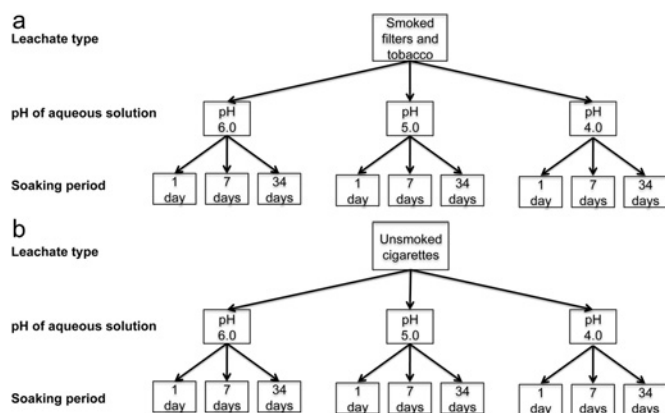 a
Leachate type
Smoked
filters and
tobacco
pH of aqueous solution
pH
6.0
pH
5.0
pH
4.0
Soaking period
1
day
7
days
34
days
1
day
7
days
34
days
1
day
7
days
34
days
b
Leachate type
Unsmoked
cigarettes
pH of aqueous solution
pH
6.0
pH
5.0
pH
4.0
Soaking period
1
day
7
days
34
days
1
day
7
days
34
days
1
day
7
days
34
days